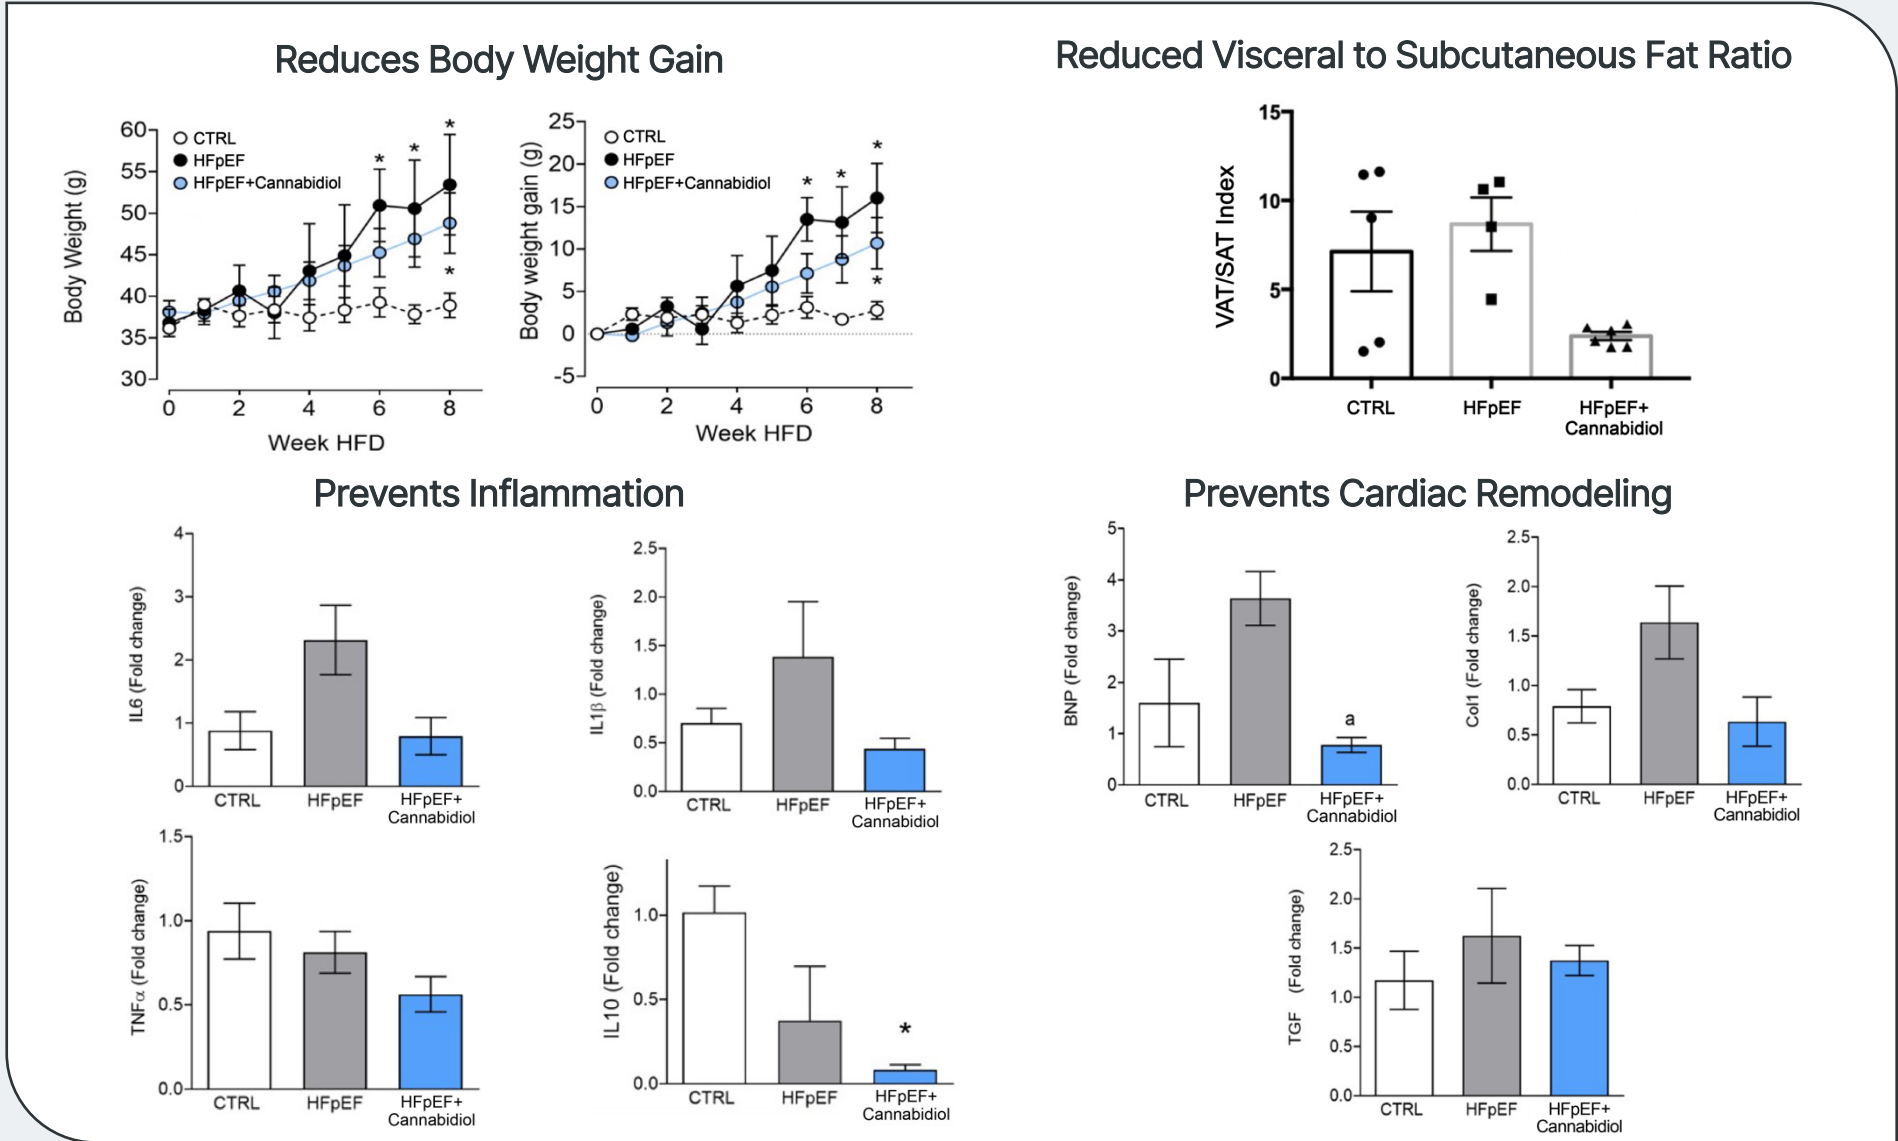 Reduces Body Weight Gain
60
55
50
45
40
35
30
Body Weight (g)
CTRL
HFpEF
HFpEF+Cannabidiol
*
*
*
*
0 2 4 6 8
Week HFD
25
20
15
10
5
0
-5
Body weight gain (g)
CTRL
HFpEF
HFpEF+Cannabidiol
*
*
*
*
0 2 4 6 8
Week HFD
Reduced Visceral to Subcutaneous Fat Ratio
15
10
5
0
VAT/SAT Index
CTRL HFpEF HFpEF+
Cannabidiol
Prevents Inflammation
4
3
2
1
0
IL6 (Fold change)
CTRL HFpEF HFpEF+
Cannabidiol
2.5
2.0
1.5
1.0
0.5
0.0
IL1β (Fold change)
CTRL HFpEF HFpEF+
Cannabidiol
1.5
1.0
0.5
0.0
TNFα (Fold change)
CTRL HFpEF HFpEF+
Cannabidiol
1.0
0.5
0.0
IL10 (Fold change)
*
CTRL HFpEF HFpEF+
Cannabidiol
Prevents Cardiac Remodeling
5
4
3
2
1
0
BNP (Fold change)
a
CTRL HFpEF HFpEF+
Cannabidiol
2.5
2.0
1.5
1.0
0.5
0.0
Col1 (Fold change)
CTRL HFpEF HFpEF+
Cannabidiol
2.5
2.0
1.5
1.0
0.5
0.0
TGF (Fold change)
CTRL HFpEF HFpEF+
Cannabidiol